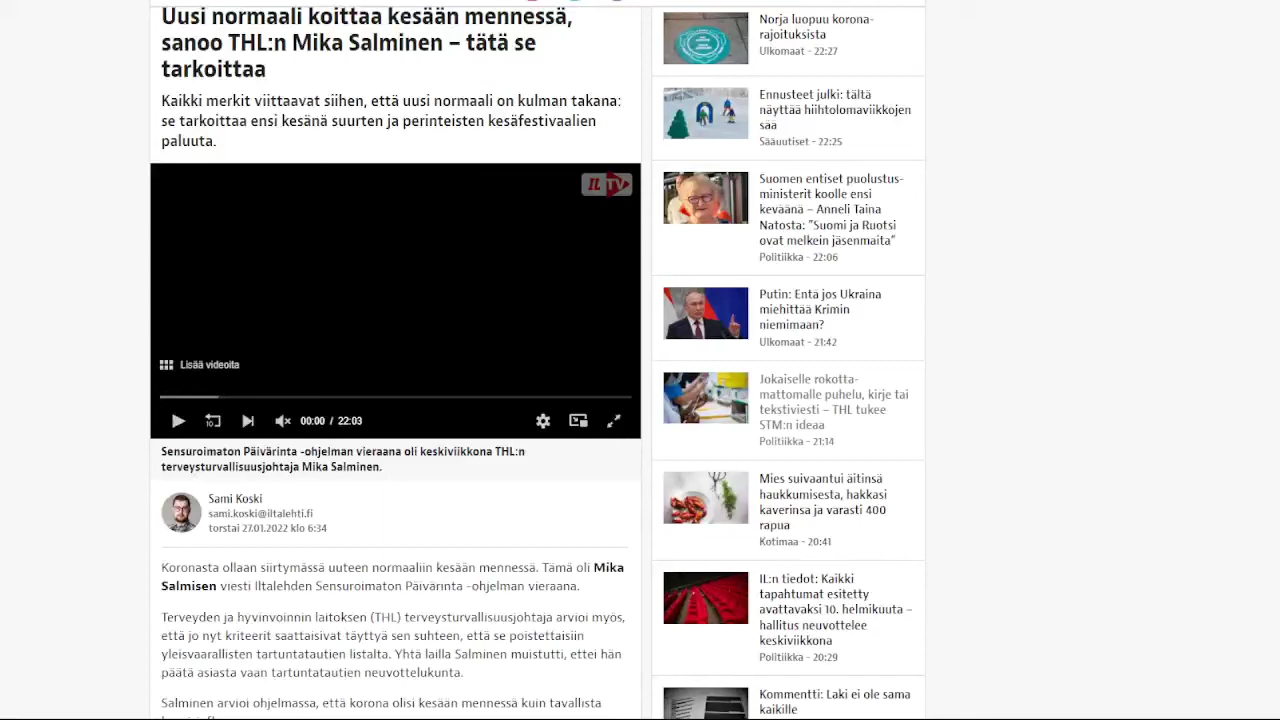 Uusi normaali koittaa kesään mennessä,
sanoo THL:n Mika Salminen – tätä se
tarkoittaa
Kaikki merkit viittaavat siihen, että uusi normaali on kulman takana:
se tarkoittaa ensi kesänä suurten ja perinteisten kesäfestivaalien
paluuta.
IL TV
Lisää videoita
10
00:00 / 22:03
Sensuroimaton Päivärinta -ohjelman vieraana oli keskiviikkona THL:n
terveysturvallisuusjohtaja Mika Salminen.
Sami Koski
sami.koski@iltalehti.fi
torstai 27.01.2022 klo 6:34
Koronasta ollaan siirtymässä uuteen normaaliin kesään mennessä. Tämä oli Mika
Salmisen viesti Iltalehden Sensuroimaton Päivärinta -ohjelman vieraana.
Terveyden ja hyvinvoinnin laitoksen (THL) terveysturvallisuusjohtaja arvioi myös,
että jo nyt kriteerit saattaisivat täyttyä sen suhteen, että se poistettaisiin
yleisvaarallisten tartuntatautien listalta. Yhtä lailla Salminen muistutti, ettei hän
päätä asiasta vaan tartuntatautien neuvottelukunta.
Salminen arvioi ohjelmassa, että korona olisi kesään mennessä kuin tavallista
Norja luopuu korona-
rajoituksista
Ulkomaat - 22:27
Ennusteet julki: tältä
näyttää hiihtolomaviikkojen
sää
Sääuutiset - 22:25
Suomen entiset puolustus-
ministerit koolle ensi
keväänä – Anneli Taina
Natosta: ”Suomi ja Ruotsi
ovat melkein jäsenmaita”
Politiikka - 22:06
Putin: Entä jos Ukraina
miehittää Krimin
niemimaan?
Ulkomaat - 21:42
Jokaiselle rokotta-
mattomalle puhelu, kirje tai
tekstiviesti – THL tukee
STM:n ideaa
Politiikka - 21:14
Mies suivaantui äitinsä
haukkumisesta, hakkasi
kaverinsa ja varasti 400
rapua
Kotimaa - 20:41
IL:n tiedot: Kaikki
tapahtumat esitetty
avattavaksi 10. helmikuuta –
hallitus neuvottelee
keskiviikkona
Politiikka - 20:29
Kommentti: Laki ei ole sama
kaikille